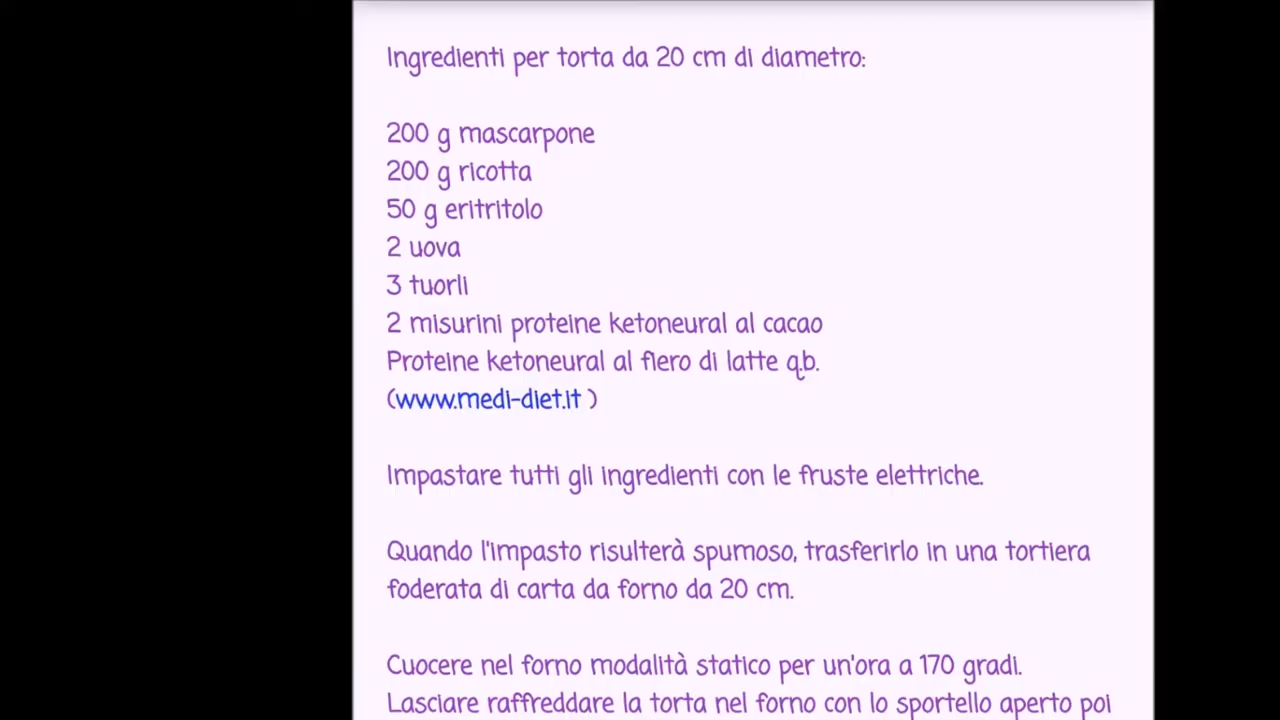 Ingredienti per torta da 20 cm di diametro:
200 g mascarpone
200 g ricotta
50 g eritritolo
2 uova
3 tuorli
2 misurini proteine ketoneural al cacao
Proteine ketoneural al fiero di latte q.b.
(www.medi-diet.it )
Impastare tutti gli ingredienti con le fruste elettriche.
Quando l'impasto risulterà spumoso, trasferirlo in una tortiera
foderata di carta da forno da 20 cm.
Cuocere nel forno modalità statico per un'ora a 170 gradi.
Lasciare raffreddare la torta nel forno con lo sportello aperto poi